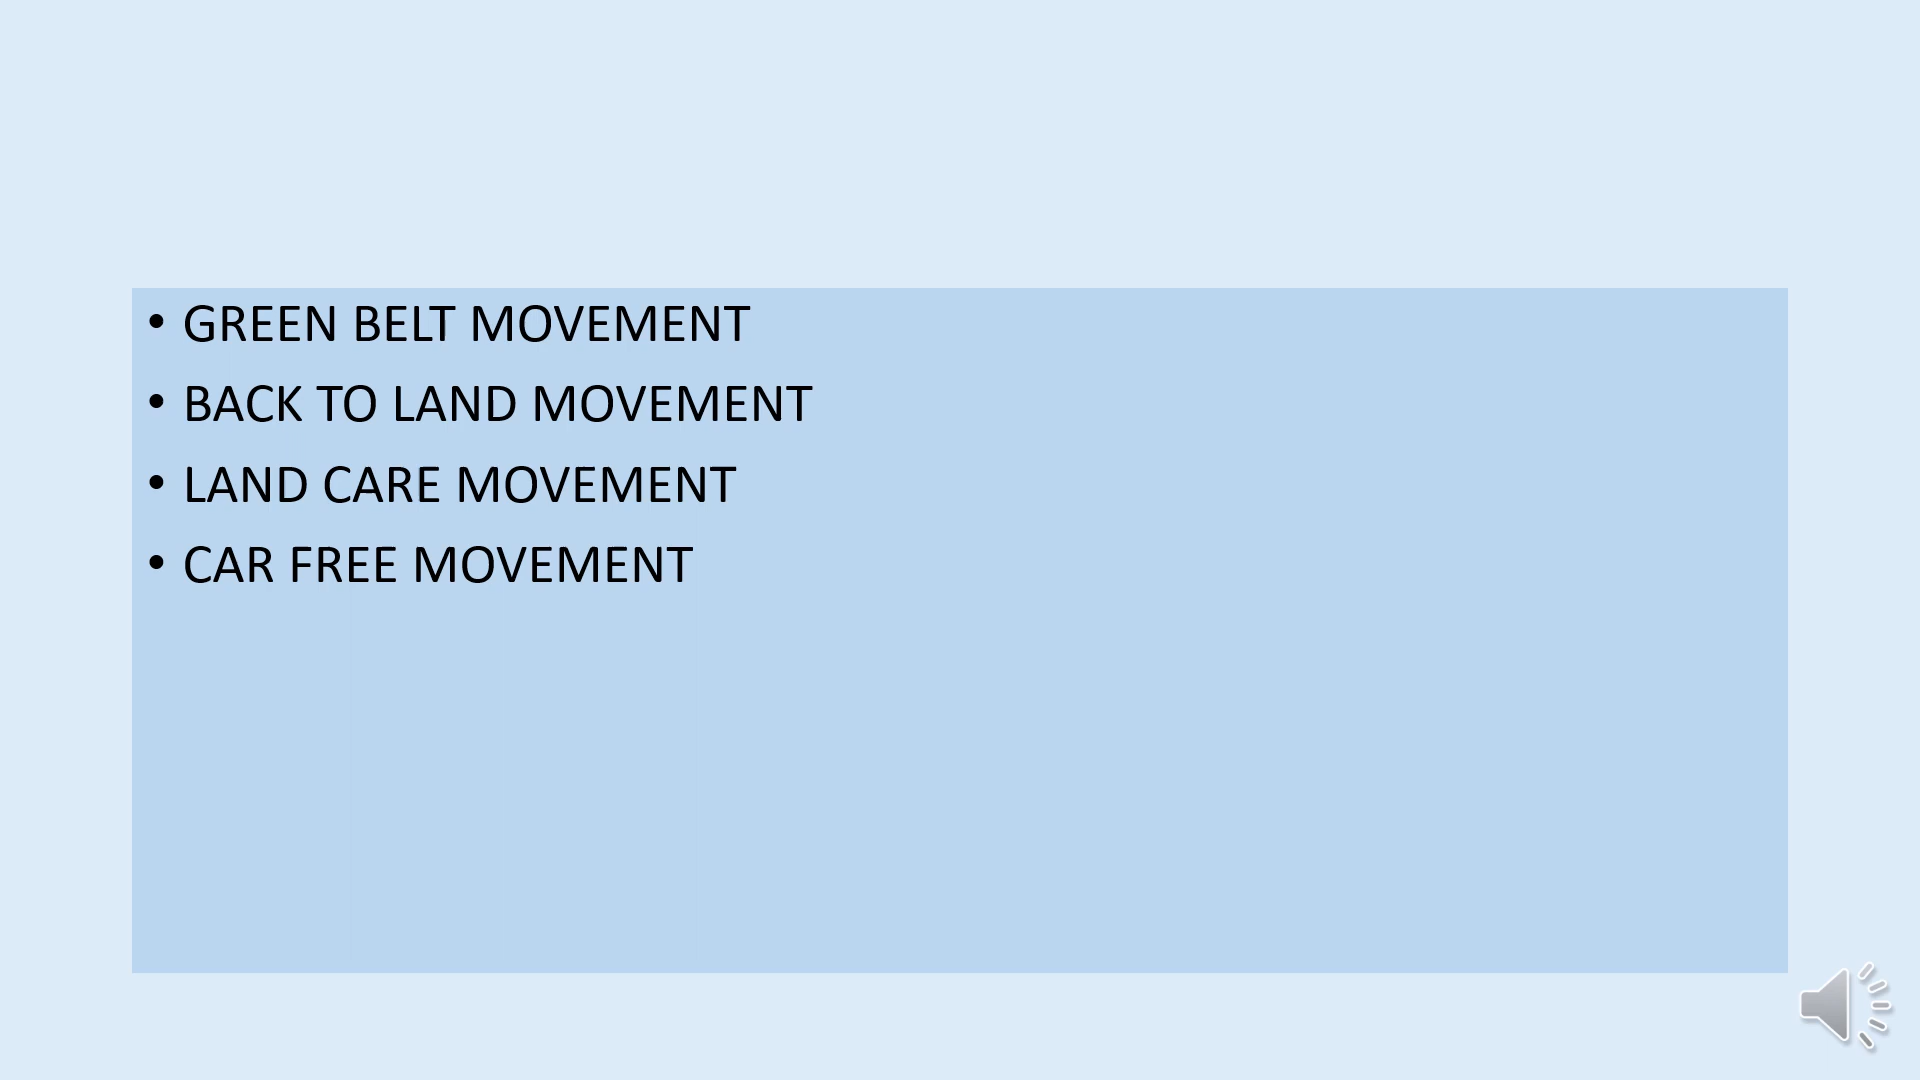 • GREEN BELT MOVEMENT
• BACK TO LAND MOVEMENT
• LAND CARE MOVEMENT
• CAR FREE MOVEMENT